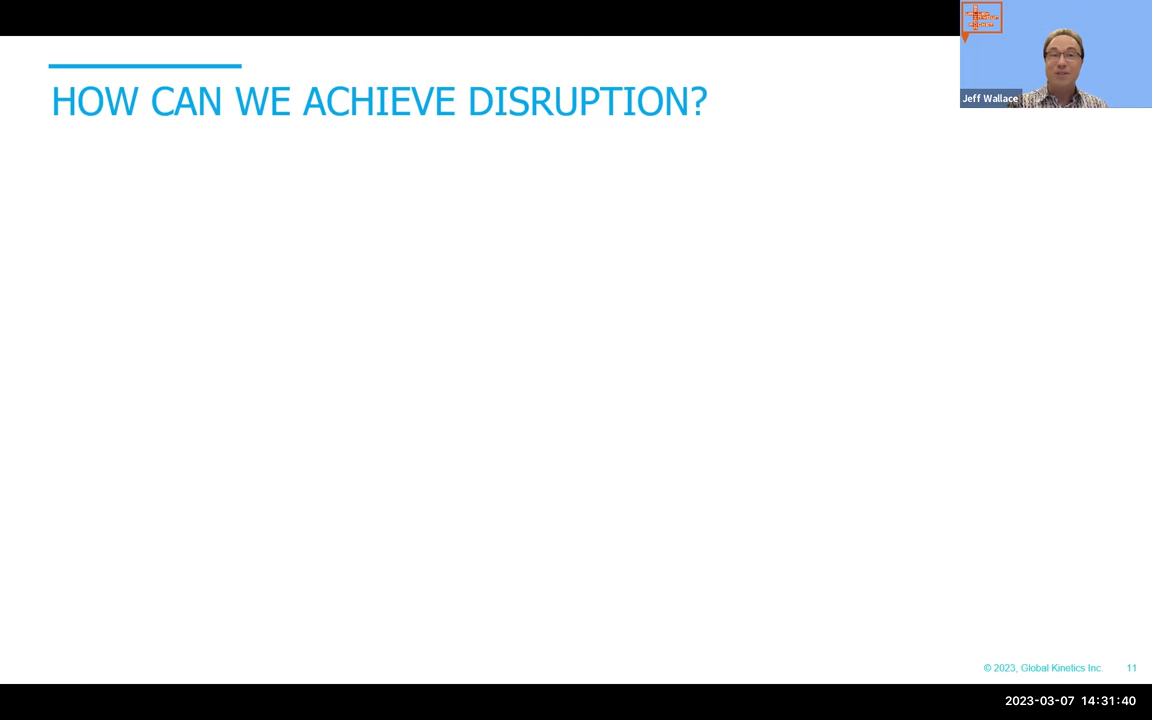 HOW CAN WE ACHIEVE DISRUPTION?
Jeff Wallace
© 2023, Global Kinetics Inc. 11
2023-03-07 14:31:40